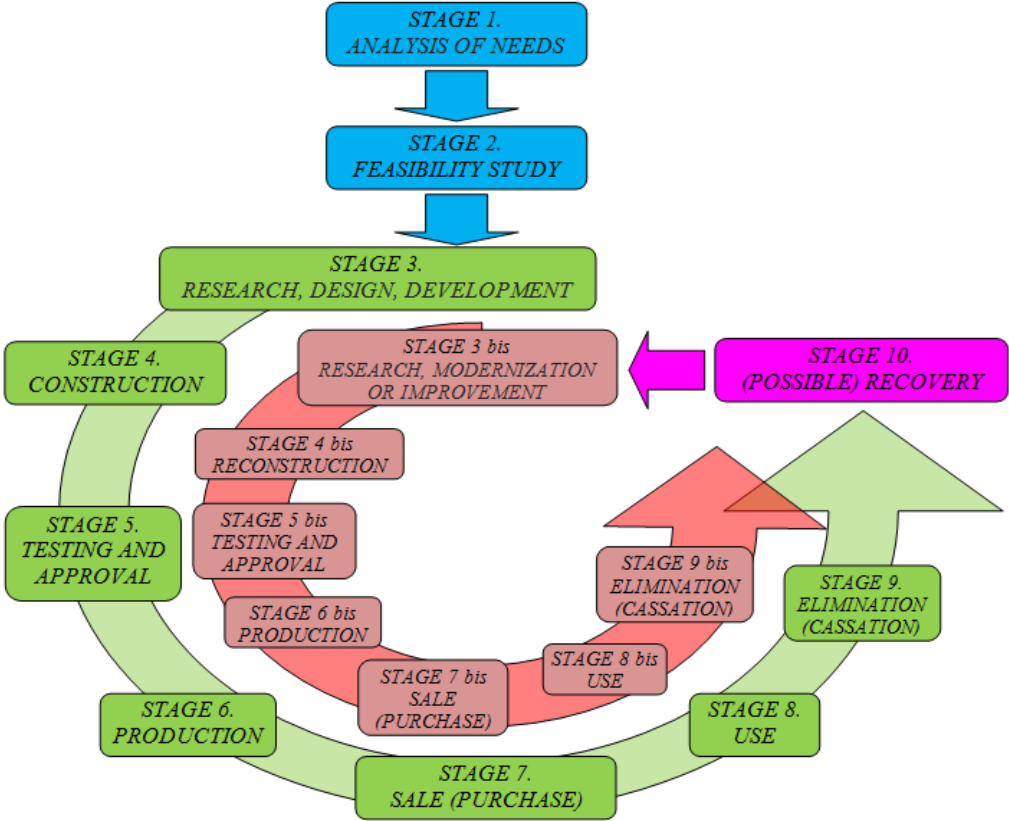 STAGE 1.
ANALYSIS OF NEEDS
STAGE 2.
FEASIBILITY STUDY
STAGE 3.
RESEARCH, DESIGN, DEVELOPMENT
STAGE 3 bis
RESEARCH, MODERNIZATION
OR IMPROVEMENT
STAGE 10.
(POSSIBLE) RECOVERY
STAGE 4.
CONSTRUCTION
STAGE 4 bis
RECONSTRUCTION
STAGE 5.
TESTING AND
APPROVAL
STAGE 5 bis
TESTING AND
APPROVAL
STAGE 9 bis
ELIMINATION
(CASSATION)
STAGE 9.
ELIMINATION
(CASSATION)
STAGE 6 bis
PRODUCTION
STAGE 7 bis
SALE
(PURCHASE)
STAGE 8 bis
USE
STAGE 6.
PRODUCTION
STAGE 8.
USE
STAGE 7.
SALE (PURCHASE)